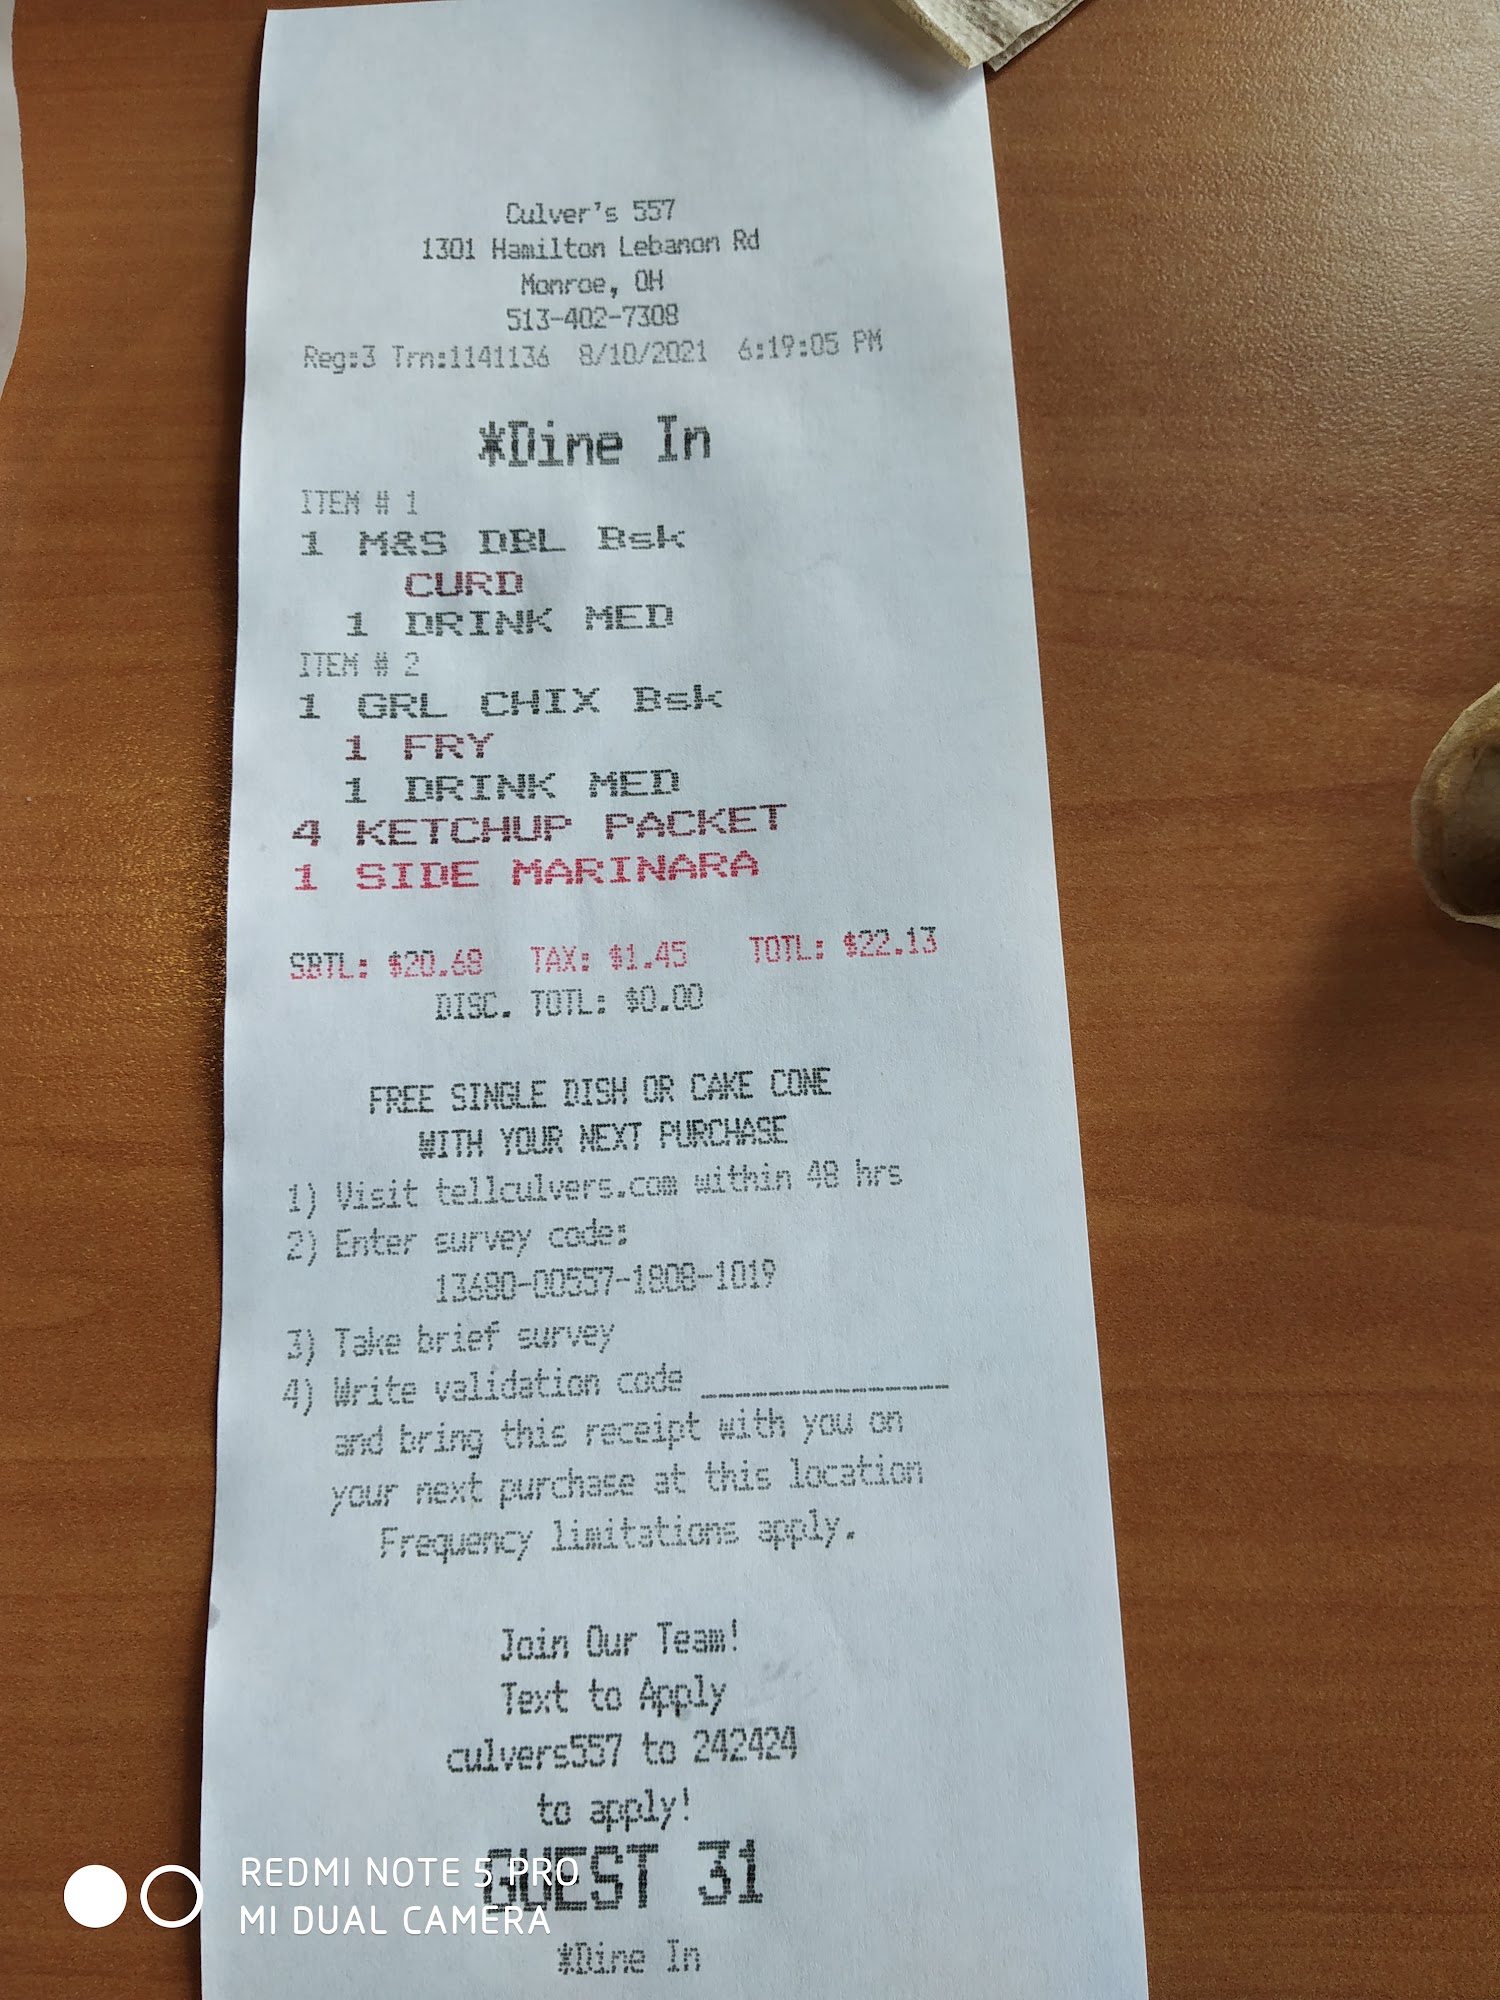 Culver's 557
1301 Hamilton Lebanon Rd
Monroe, OH
513-402-7308
Reg:3 Trn:1141136 8/10/2021 6:19:05 PM
*Dine In
ITEM # 1
1 M&S DBL Bsk
CURD
1 DRINK MED
ITEM # 2
1 GRL CHIX Bsk
1 FRY
1 DRINK MED
4 KETCHUP PACKET
1 SIDE MARINARA
SBTL: $20.68 TAX: $1.45 TOTL: $22.13
DISC. TOTL: $0.00
FREE SINGLE DISH OR CAKE CONE
WITH YOUR NEXT PURCHASE
1) Visit tellculvers.com within 48 hrs
2) Enter survey code:
13680-00557-1808-1019
3) Take brief survey
4) Write validation code _______________
and bring this receipt with you on
your next purchase at this location
Frequency limitations apply.
Join Our Team!
Text to Apply
culvers557 to 242424
to apply!
GUEST 31
*Dine In
REDMI NOTE 5 PRO
MI DUAL CAMERA